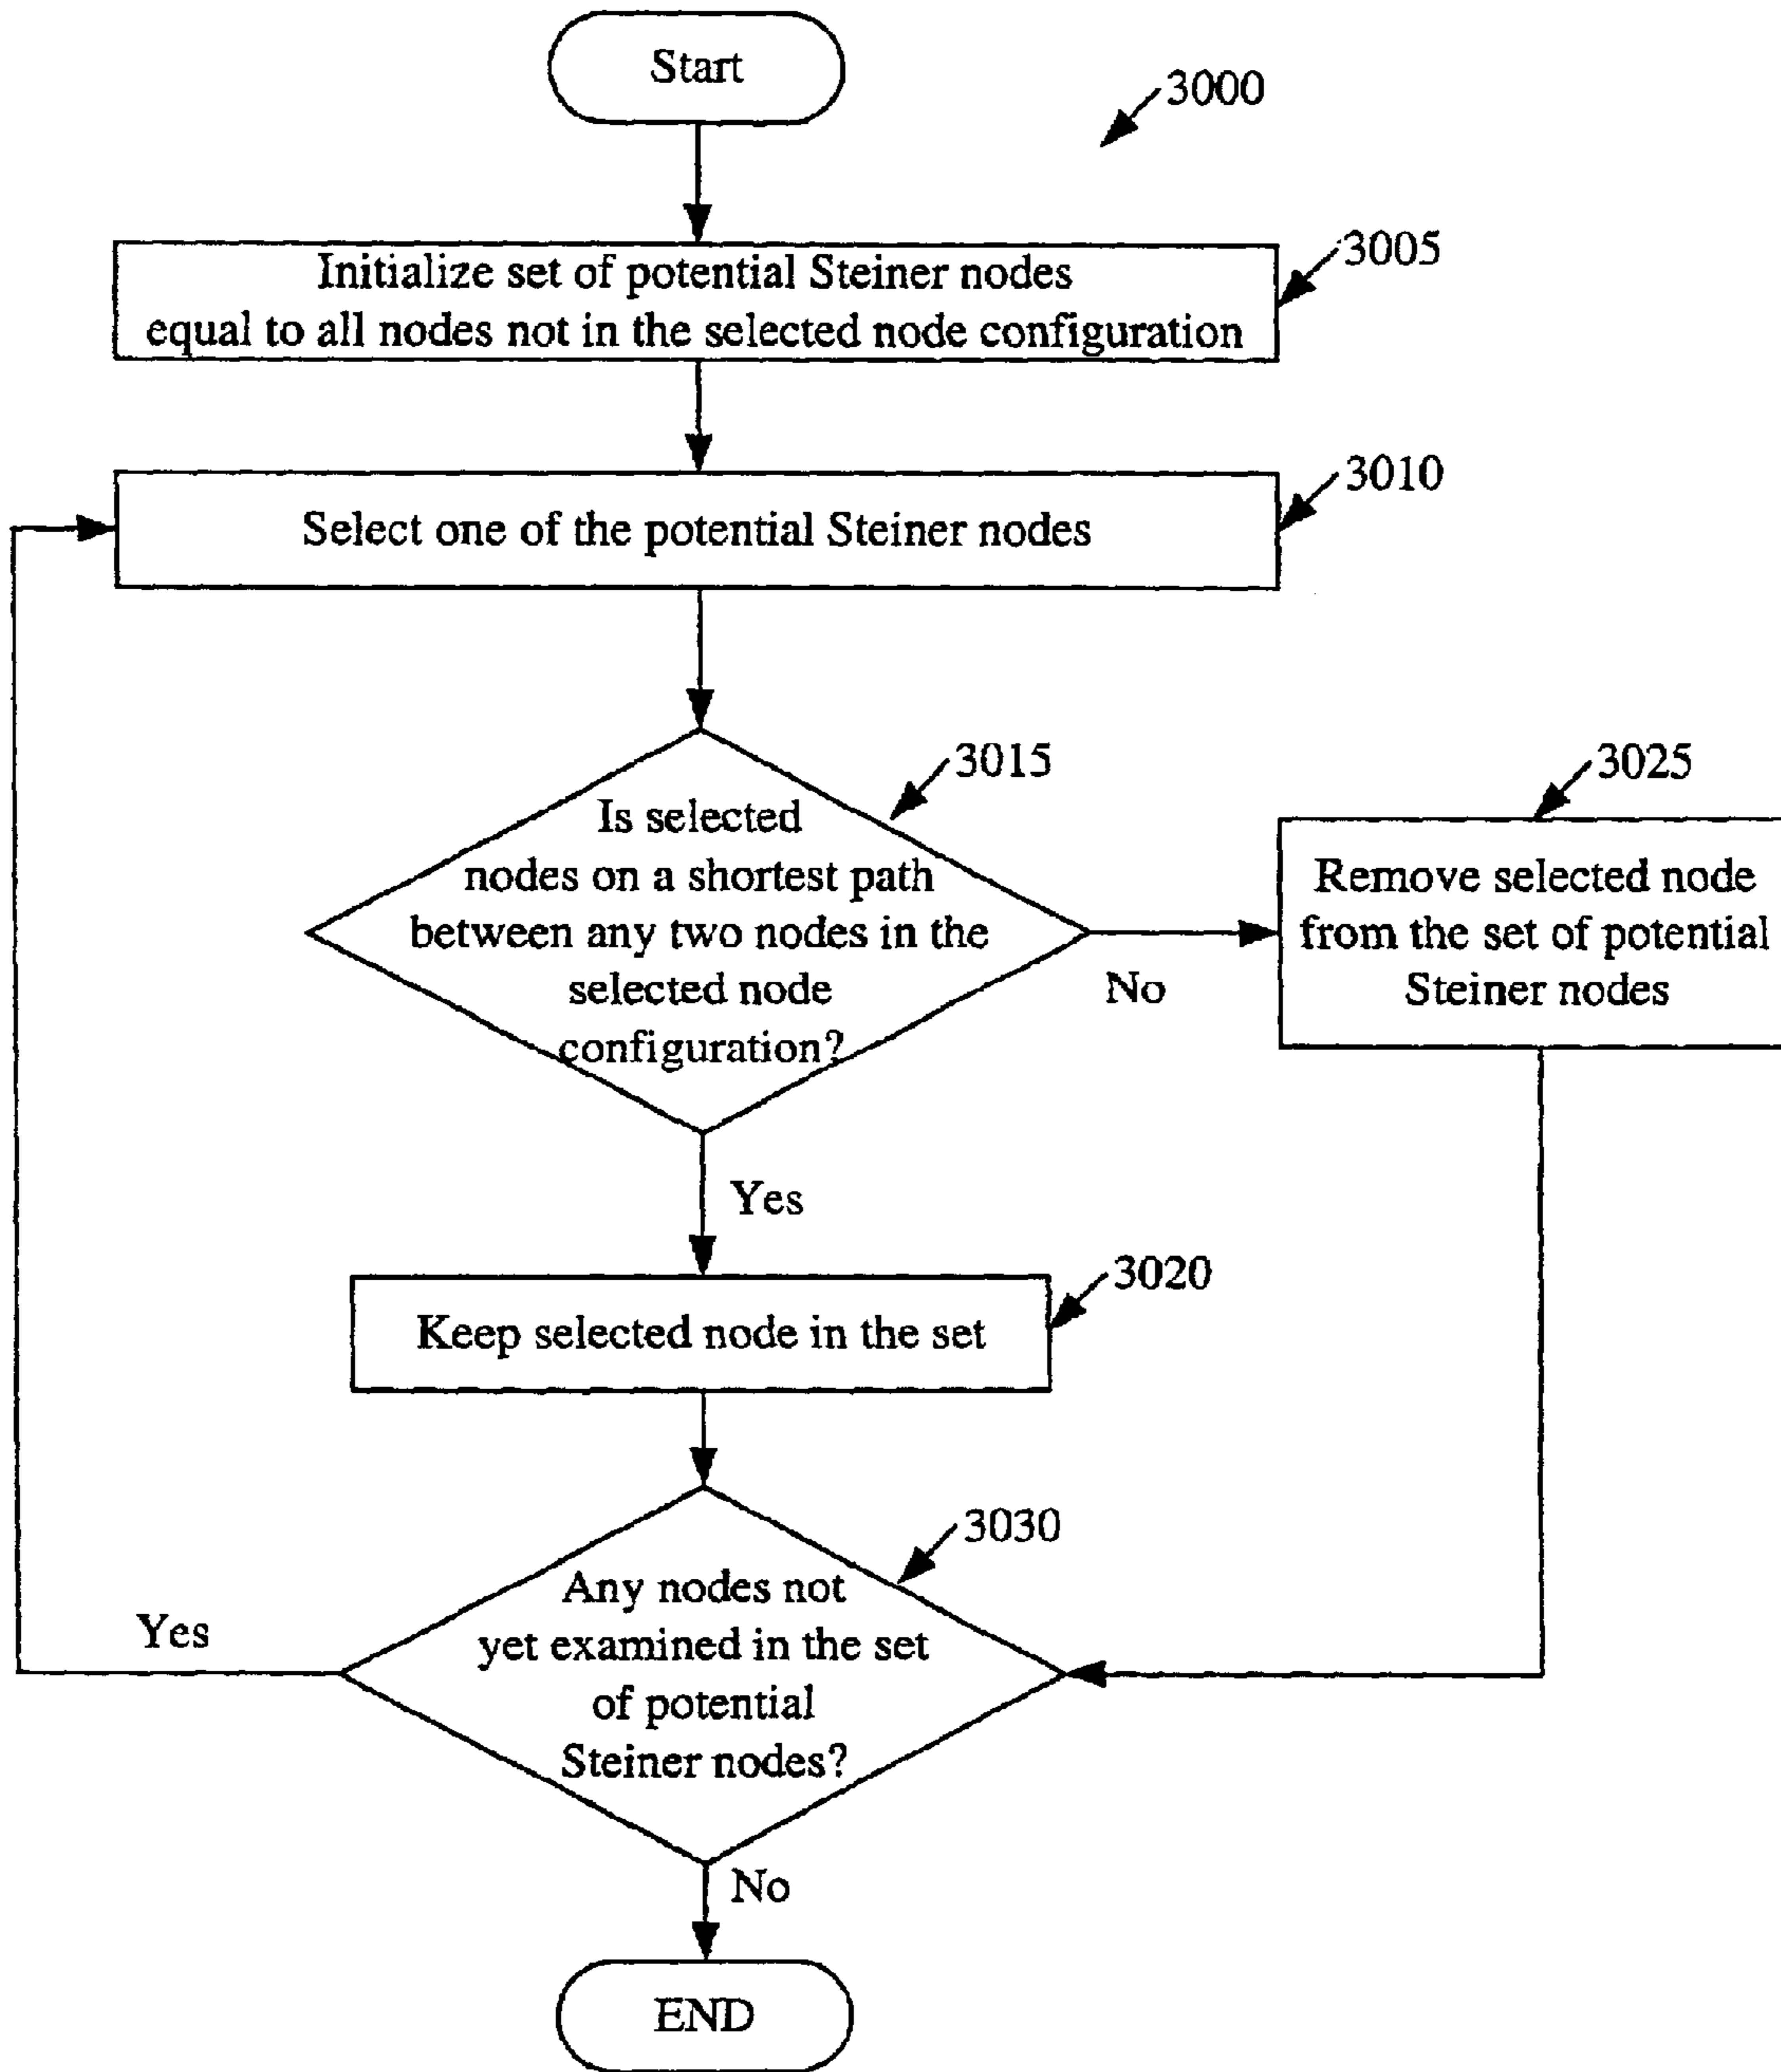 Start
3000
Initialize set of potential Steiner nodes
equal to all nodes not in the selected node configuration
3005
Select one of the potential Steiner nodes
3010
Is selected
nodes on a shortest path
between any two nodes in the
selected node
configuration?
3015
No
Remove selected node
from the set of potential
Steiner nodes
3025
Yes
Keep selected node in the set
3020
Any nodes not
yet examined in the set
of potential
Steiner nodes?
3030
Yes
No
END